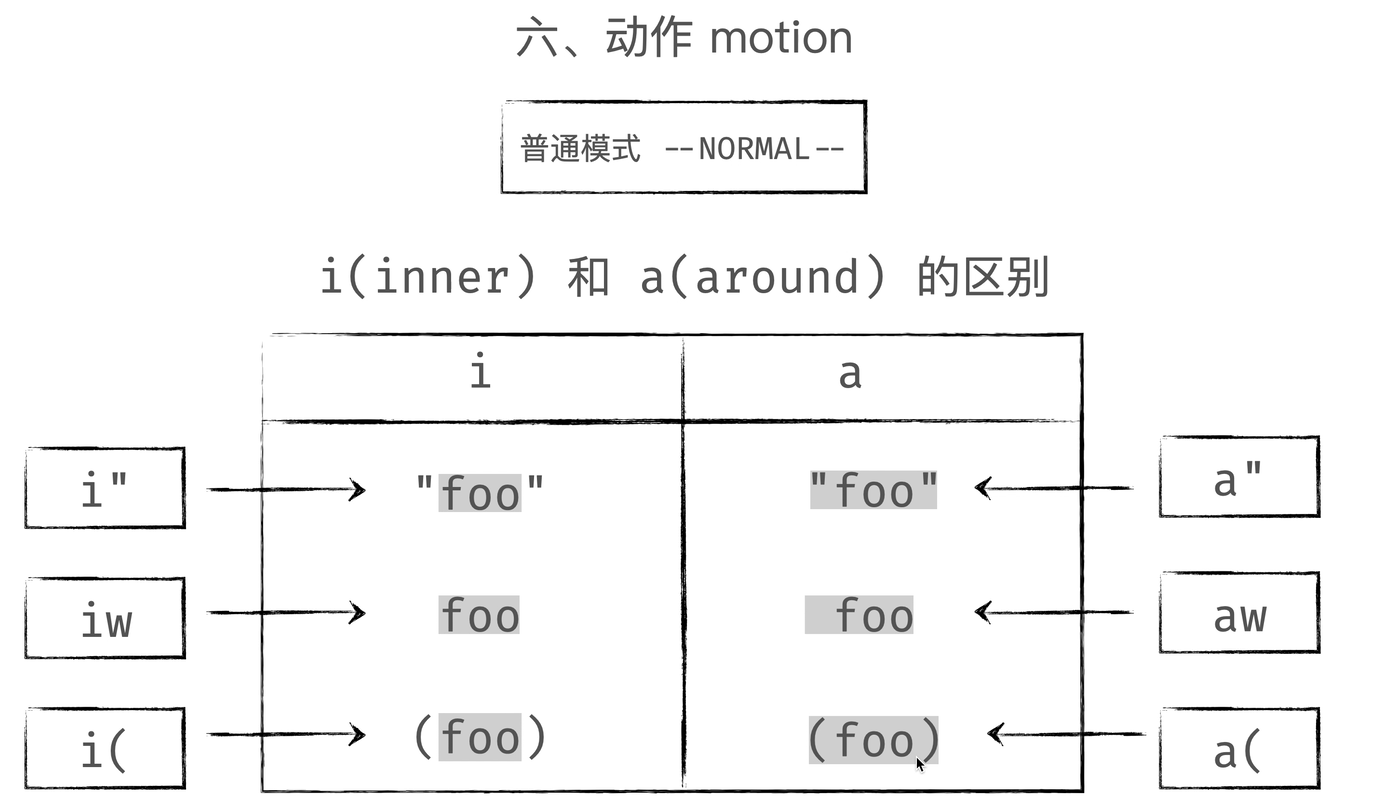 六、动作 motion
普通模式 --NORMAL--
i(inner) 和 a(around) 的区别
i a
i" "foo" "foo" a"
iw foo foo aw
i( (foo) (foo) a(